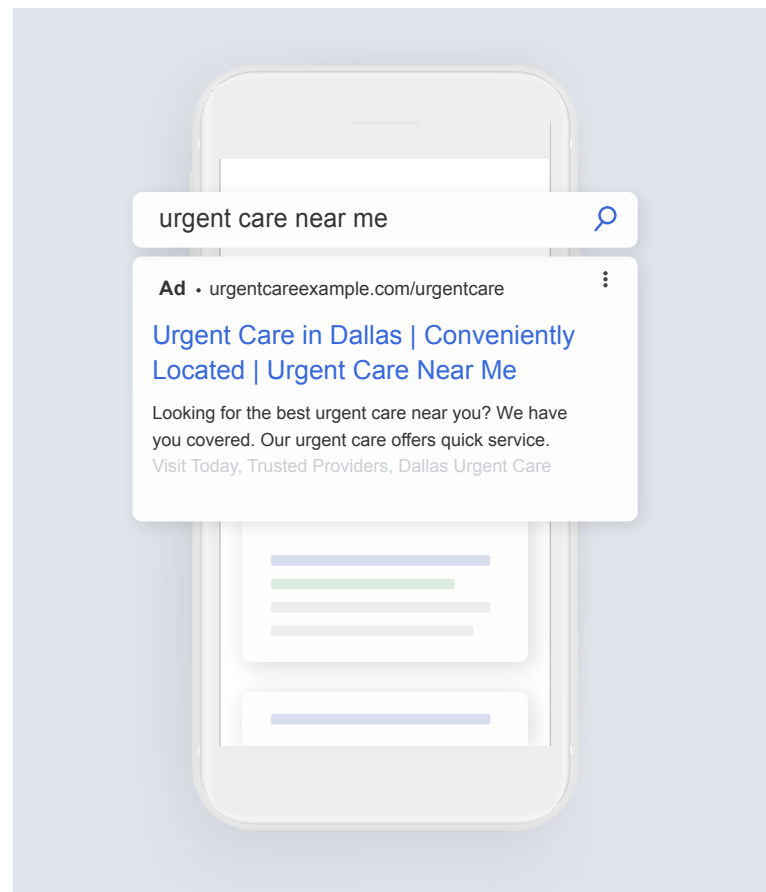 urgent care near me
Ad • urgentcareexample.com/urgentcare
Urgent Care in Dallas | Conveniently
Located | Urgent Care Near Me
Looking for the best urgent care near you? We have
you covered. Our urgent care offers quick service.
Visit Today, Trusted Providers, Dallas Urgent Care